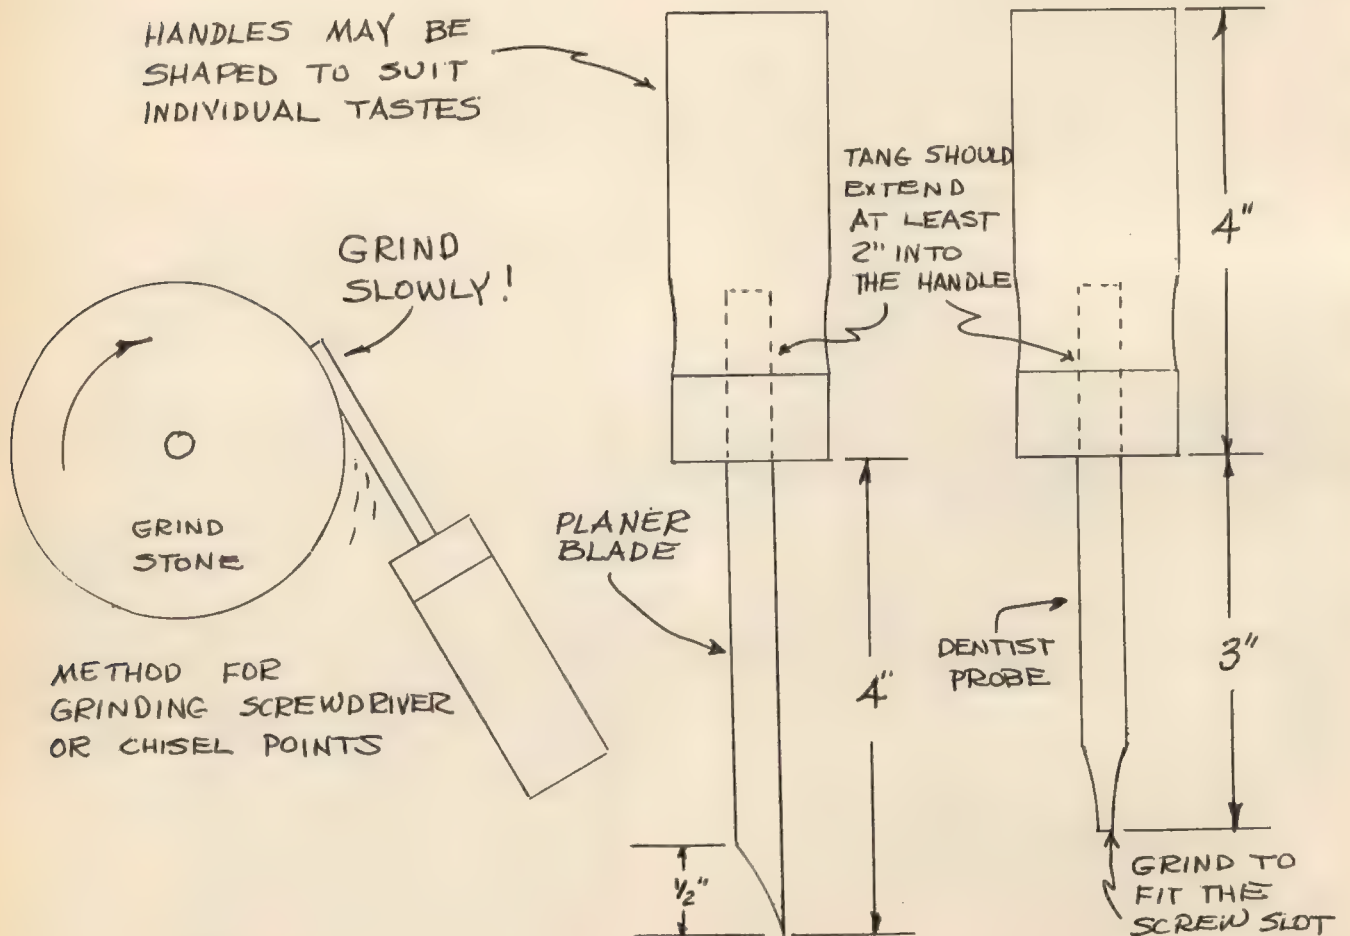 HANDLES MAY BE
SHAPED TO SUIT
INDIVIDUAL TASTES
GRIND
SLOWLY!
GRIND
STONE
METHOD FOR
GRINDING SCREWDRIVER
OR CHISEL POINTS
TANG SHOULD
EXTEND
AT LEAST
2" INTO
THE HANDLE
4"
PLANER
BLADE
4"
1/2"
DENTIST
PROBE
3"
GRIND TO
FIT THE
SCREW SLOT